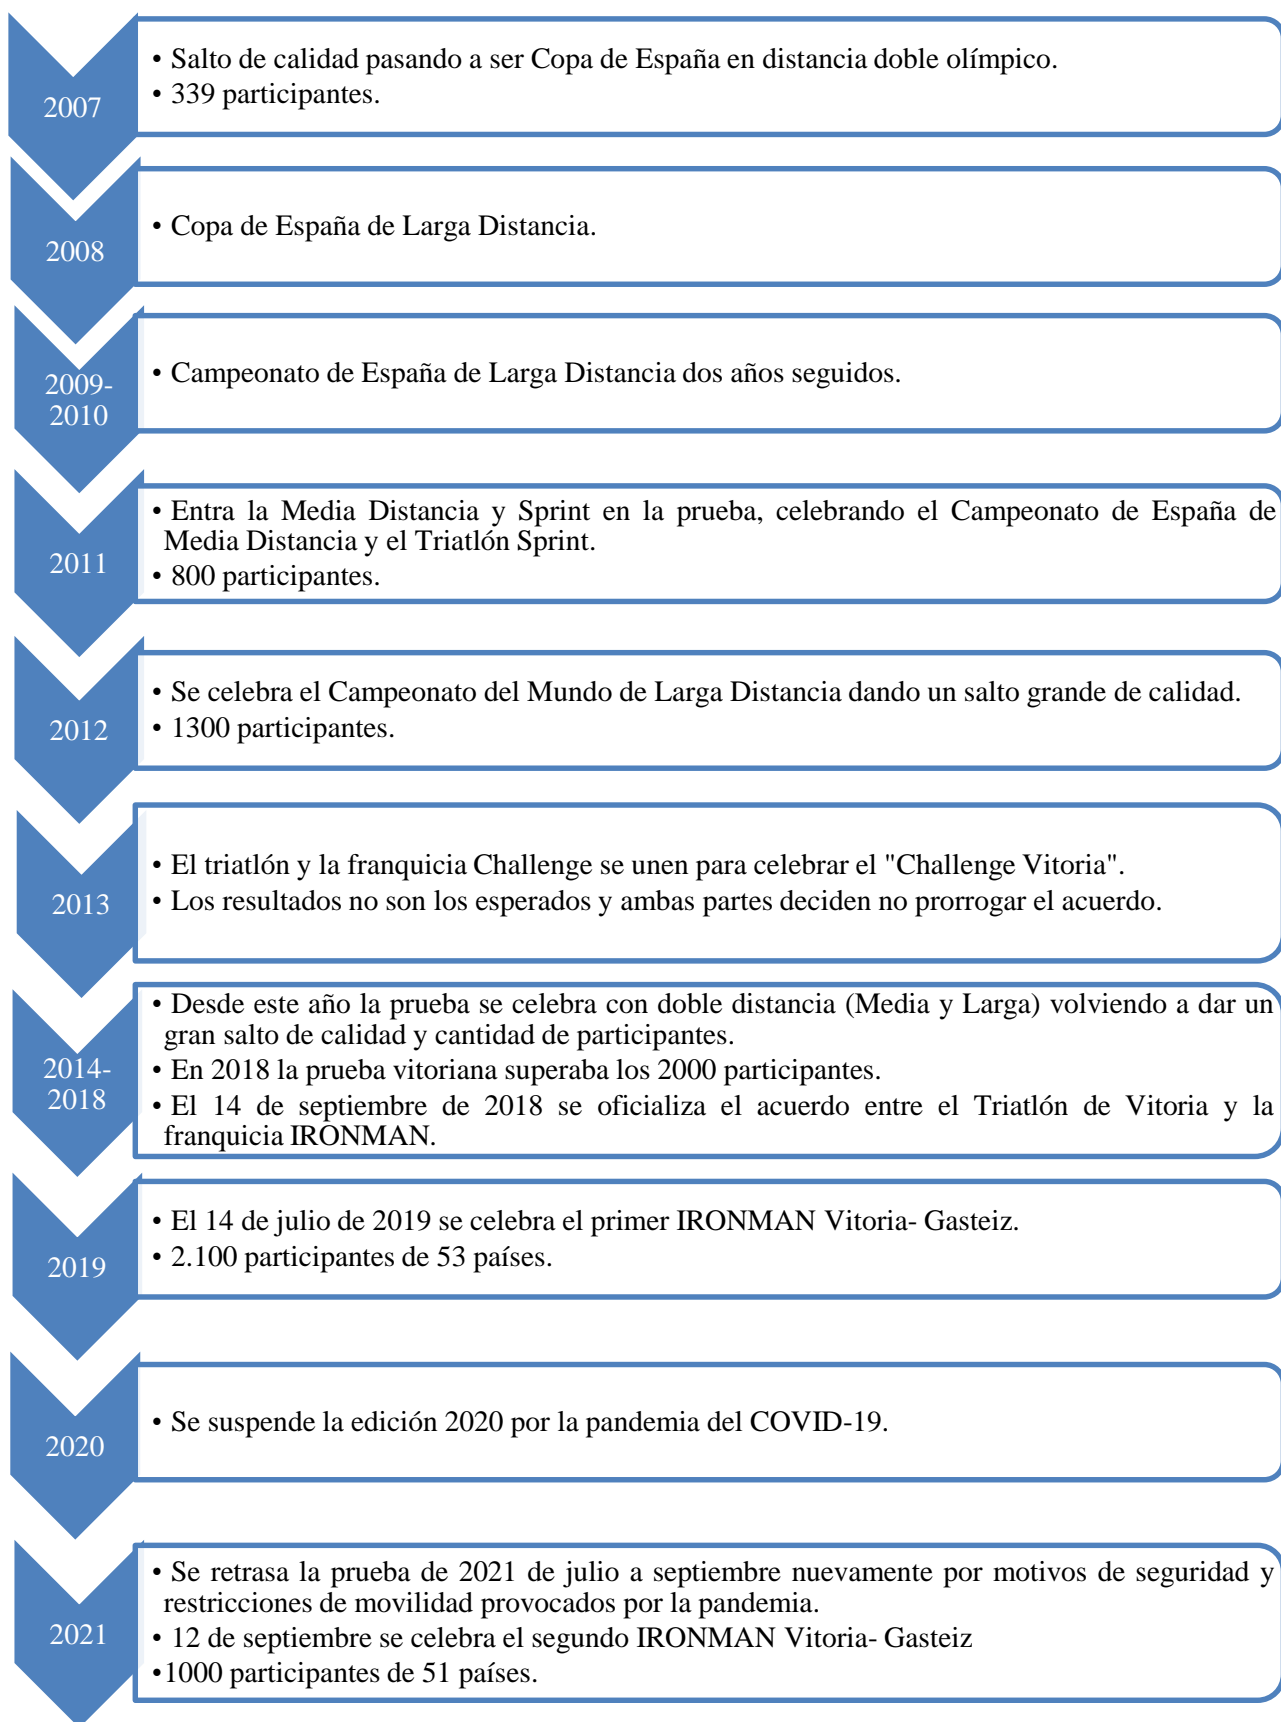 2007
• Salto de calidad pasando a ser Copa de España en distancia doble olímpico.
• 339 participantes.
2008
• Copa de España de Larga Distancia.
2009-
2010
• Campeonato de España de Larga Distancia dos años seguidos.
2011
• Entra la Media Distancia y Sprint en la prueba, celebrando el Campeonato de España de
Media Distancia y el Triatlón Sprint.
• 800 participantes.
2012
• Se celebra el Campeonato del Mundo de Larga Distancia dando un salto grande de calidad.
• 1300 participantes.
2013
• El triatlón y la franquicia Challenge se unen para celebrar el "Challenge Vitoria".
• Los resultados no son los esperados y ambas partes deciden no prorrogar el acuerdo.
2014-
2018
• Desde este año la prueba se celebra con doble distancia (Media y Larga) volviendo a dar un
gran salto de calidad y cantidad de participantes.
• En 2018 la prueba vitoriana superaba los 2000 participantes.
• El 14 de septiembre de 2018 se oficializa el acuerdo entre el Triatlón de Vitoria y la
franquicia IRONMAN.
2019
• El 14 de julio de 2019 se celebra el primer IRONMAN Vitoria- Gasteiz.
• 2.100 participantes de 53 países.
2020
• Se suspende la edición 2020 por la pandemia del COVID-19.
2021
• Se retrasa la prueba de 2021 de julio a septiembre nuevamente por motivos de seguridad y
restricciones de movilidad provocados por la pandemia.
• 12 de septiembre se celebra el segundo IRONMAN Vitoria- Gasteiz
•1000 participantes de 51 países.